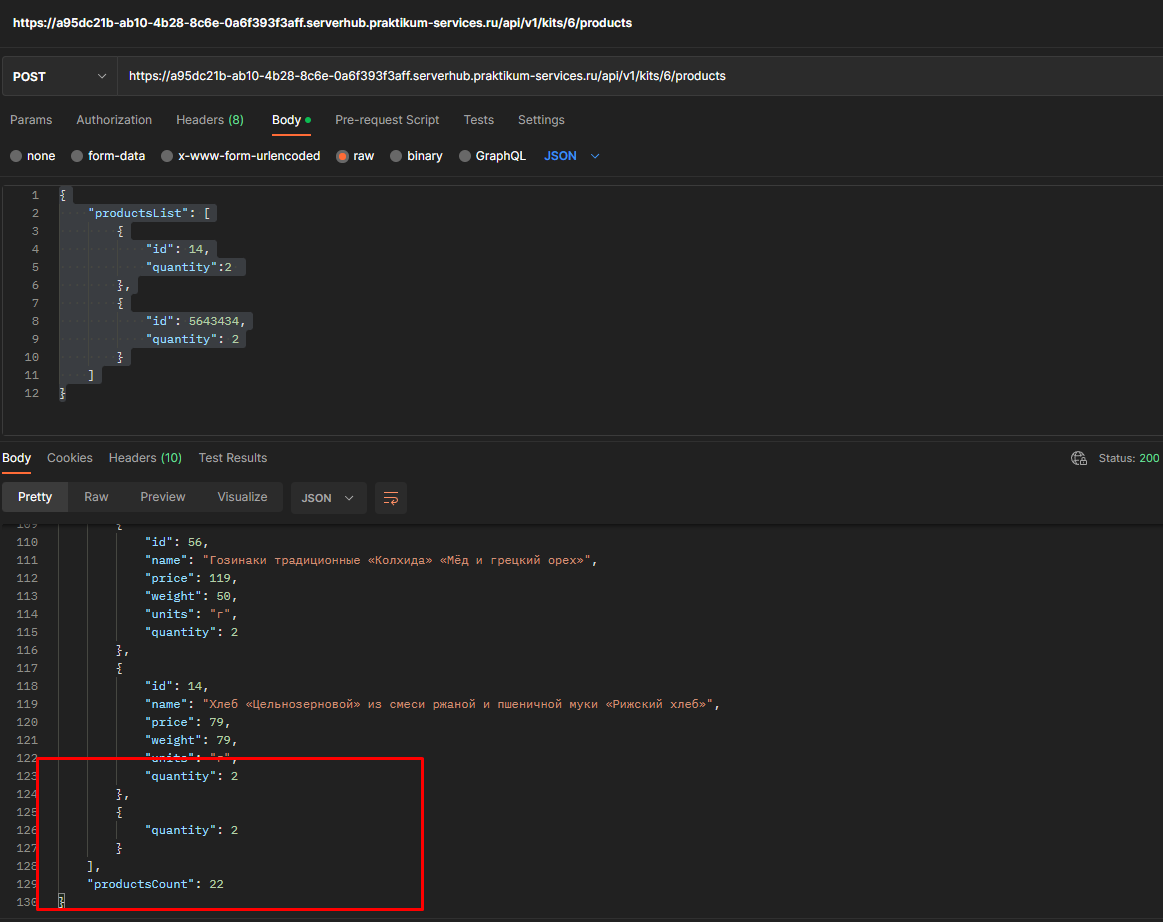 https://a95dc21b-ab10-4b28-8c6e-0a6f393f3aff.serverhub.praktikum-services.ru/api/v1/kits/6/products
POST https://a95dc21b-ab10-4b28-8c6e-0a6f393f3aff.serverhub.praktikum-services.ru/api/v1/kits/6/products
Params Authorization Headers (8) Body Pre-request Script Tests Settings
none form-data x-www-form-urlencoded raw binary GraphQL JSON
1 {
2 "productsList": [
3 {
4 "id": 14,
5 "quantity":2
6 },
7 {
8 "id": 5643434,
9 "quantity": 2
10 }
11 ]
12 }
Body Cookies Headers (10) Test Results Status: 200
Pretty Raw Preview Visualize JSON
109 {
110 "id": 56,
111 "name": "Гозинаки традиционные «Колхида» «Мёд и грецкий орех»",
112 "price": 119,
113 "weight": 50,
114 "units": "г",
115 "quantity": 2
116 },
117 {
118 "id": 14,
119 "name": "Хлеб «Цельнозерновой» из смеси ржаной и пшеничной муки «Рижский хлеб»",
120 "price": 79,
121 "weight": 79,
122 "units": "г",
123 "quantity": 2
124 },
125 {
126 "quantity": 2
127 }
128 ],
129 "productsCount": 22
130 }